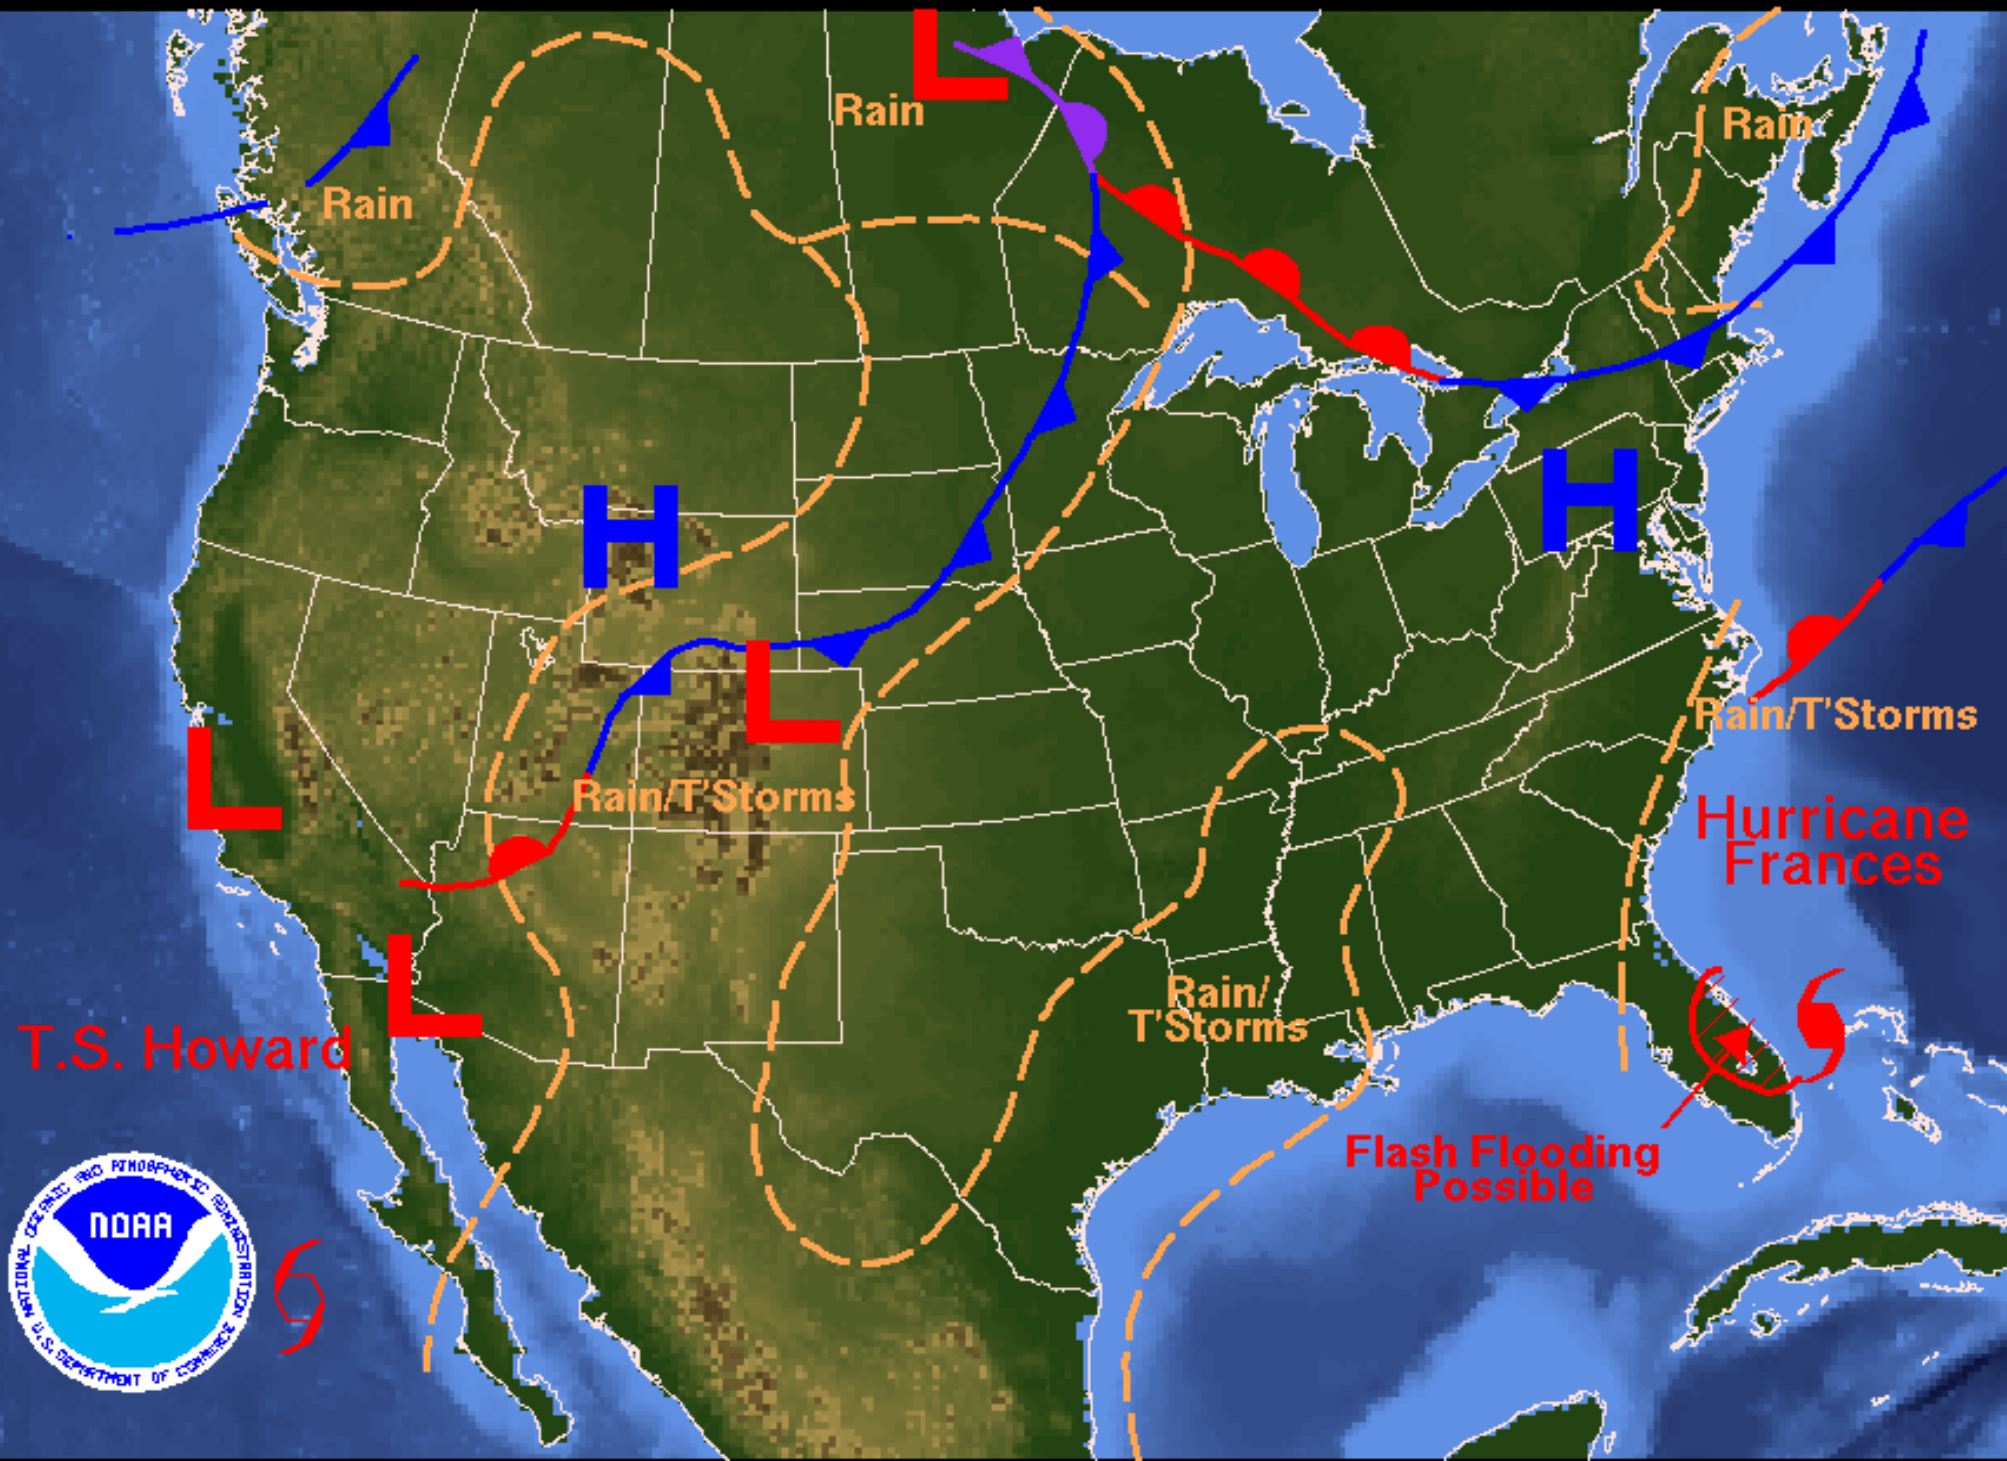 L
Rain
Rain
Rain
H
H
L
Rain/T'Storms
L
Rain/T'Storms
Hurricane
Frances
L
Rain/
T'Storms
T.S. Howard
Flash Flooding
Possible
NATIONAL OCEANIC AND ATMOSPHERIC ADMINISTRATION
NOAA
U.S. DEPARTMENT OF COMMERCE